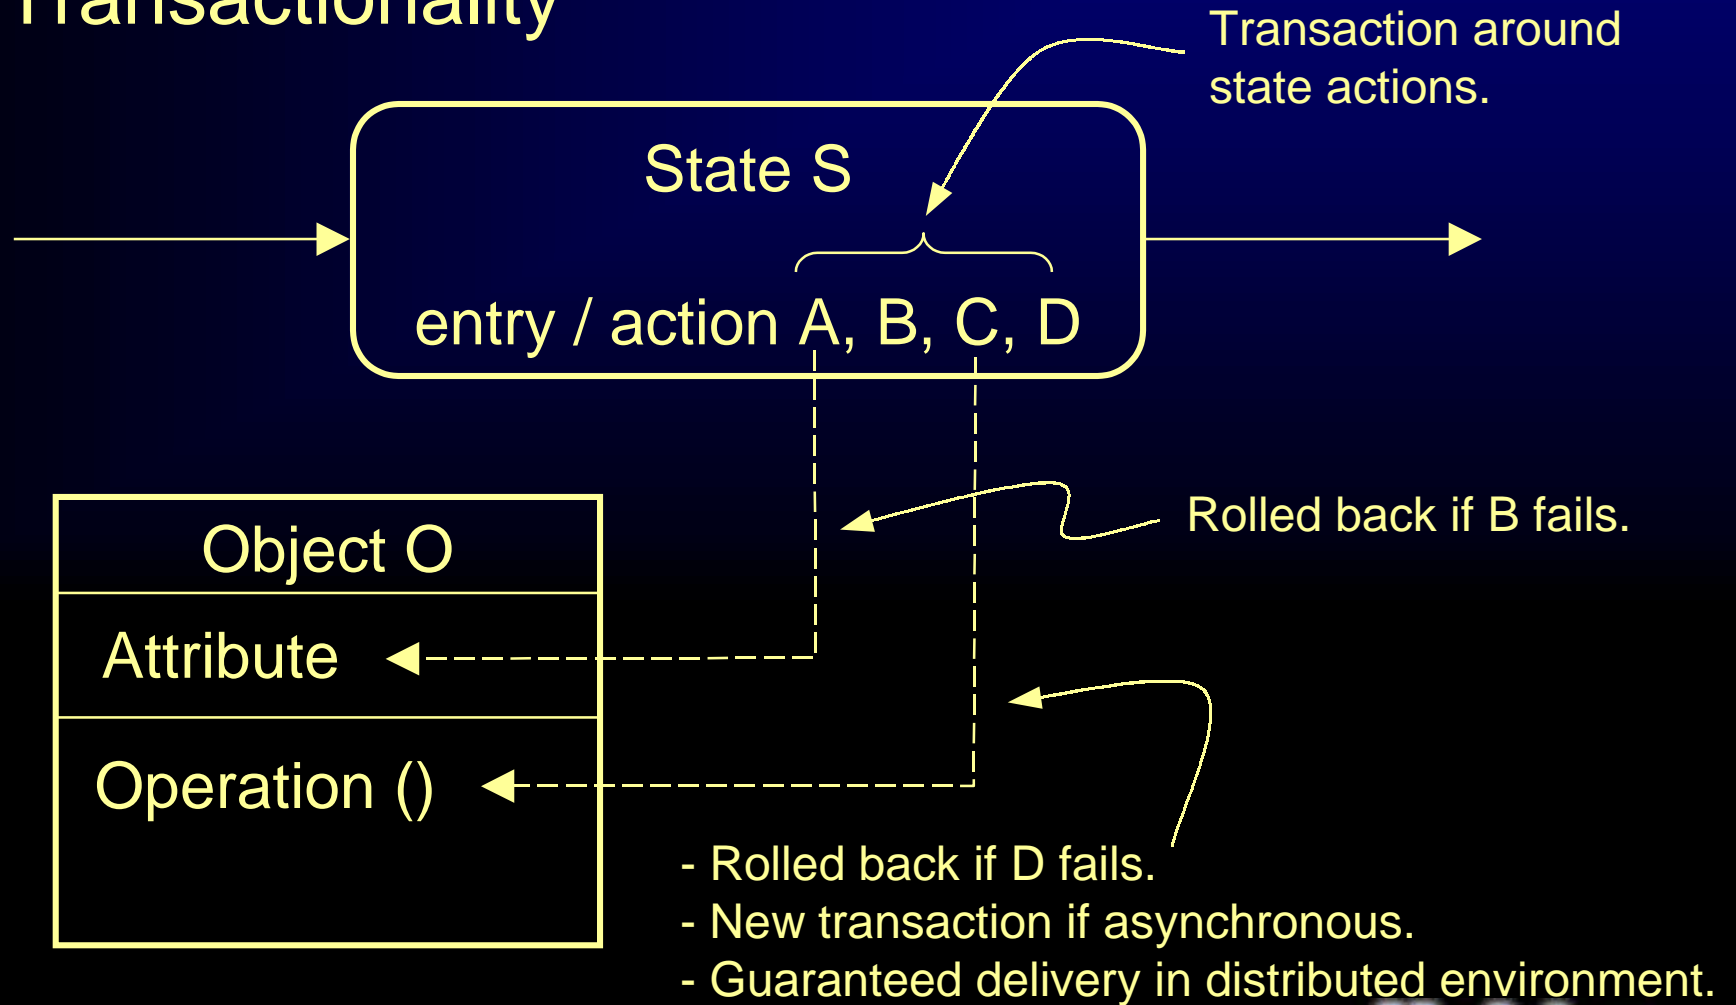 Transactionality
Transaction around
state actions.
State S
entry / action A, B, C, D
Rolled back if B fails.
Object O
Attribute
Operation ()
- Rolled back if D fails.
- New transaction if asynchronous.
- Guaranteed delivery in distributed environment.